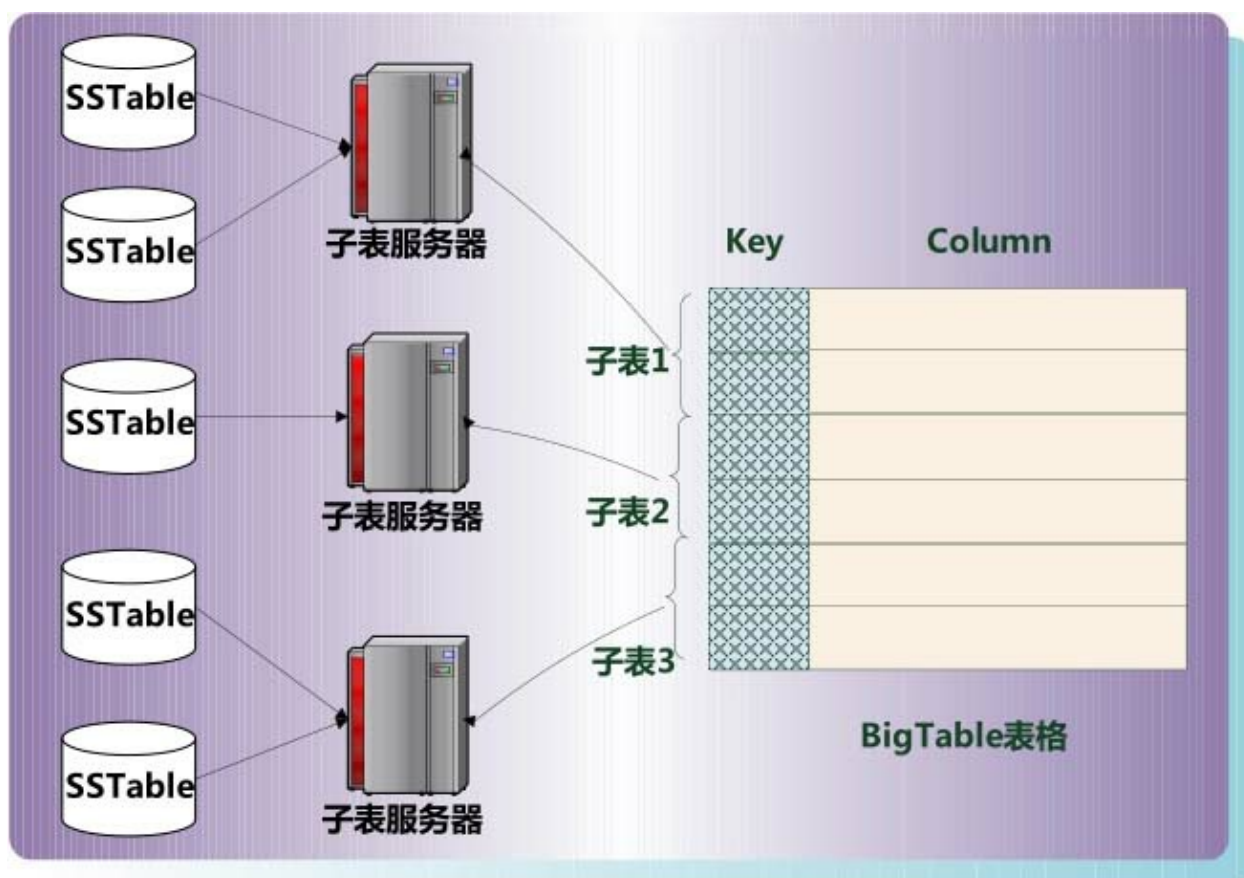 SSTable
SSTable
子表服务器
SSTable
子表服务器
SSTable
SSTable
子表服务器
Key
Column
子表1
子表2
子表3
BigTable表格